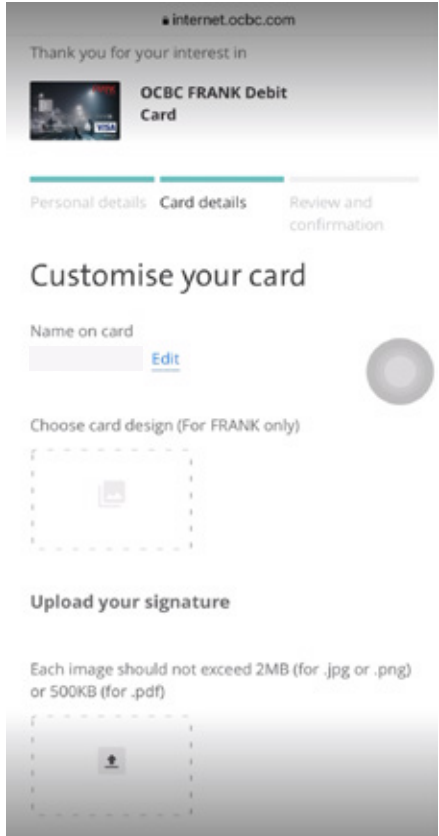 internet.ocbc.com
Thank you for your interest in
OCBC FRANK Debit
Card
VISA
Personal details Card details Review and
confirmation
Customise your card
Name on card
Edit
Choose card design (For FRANK only)
Upload your signature
Each image should not exceed 2MB (for .jpg or .png)
or 500KB (for .pdf)